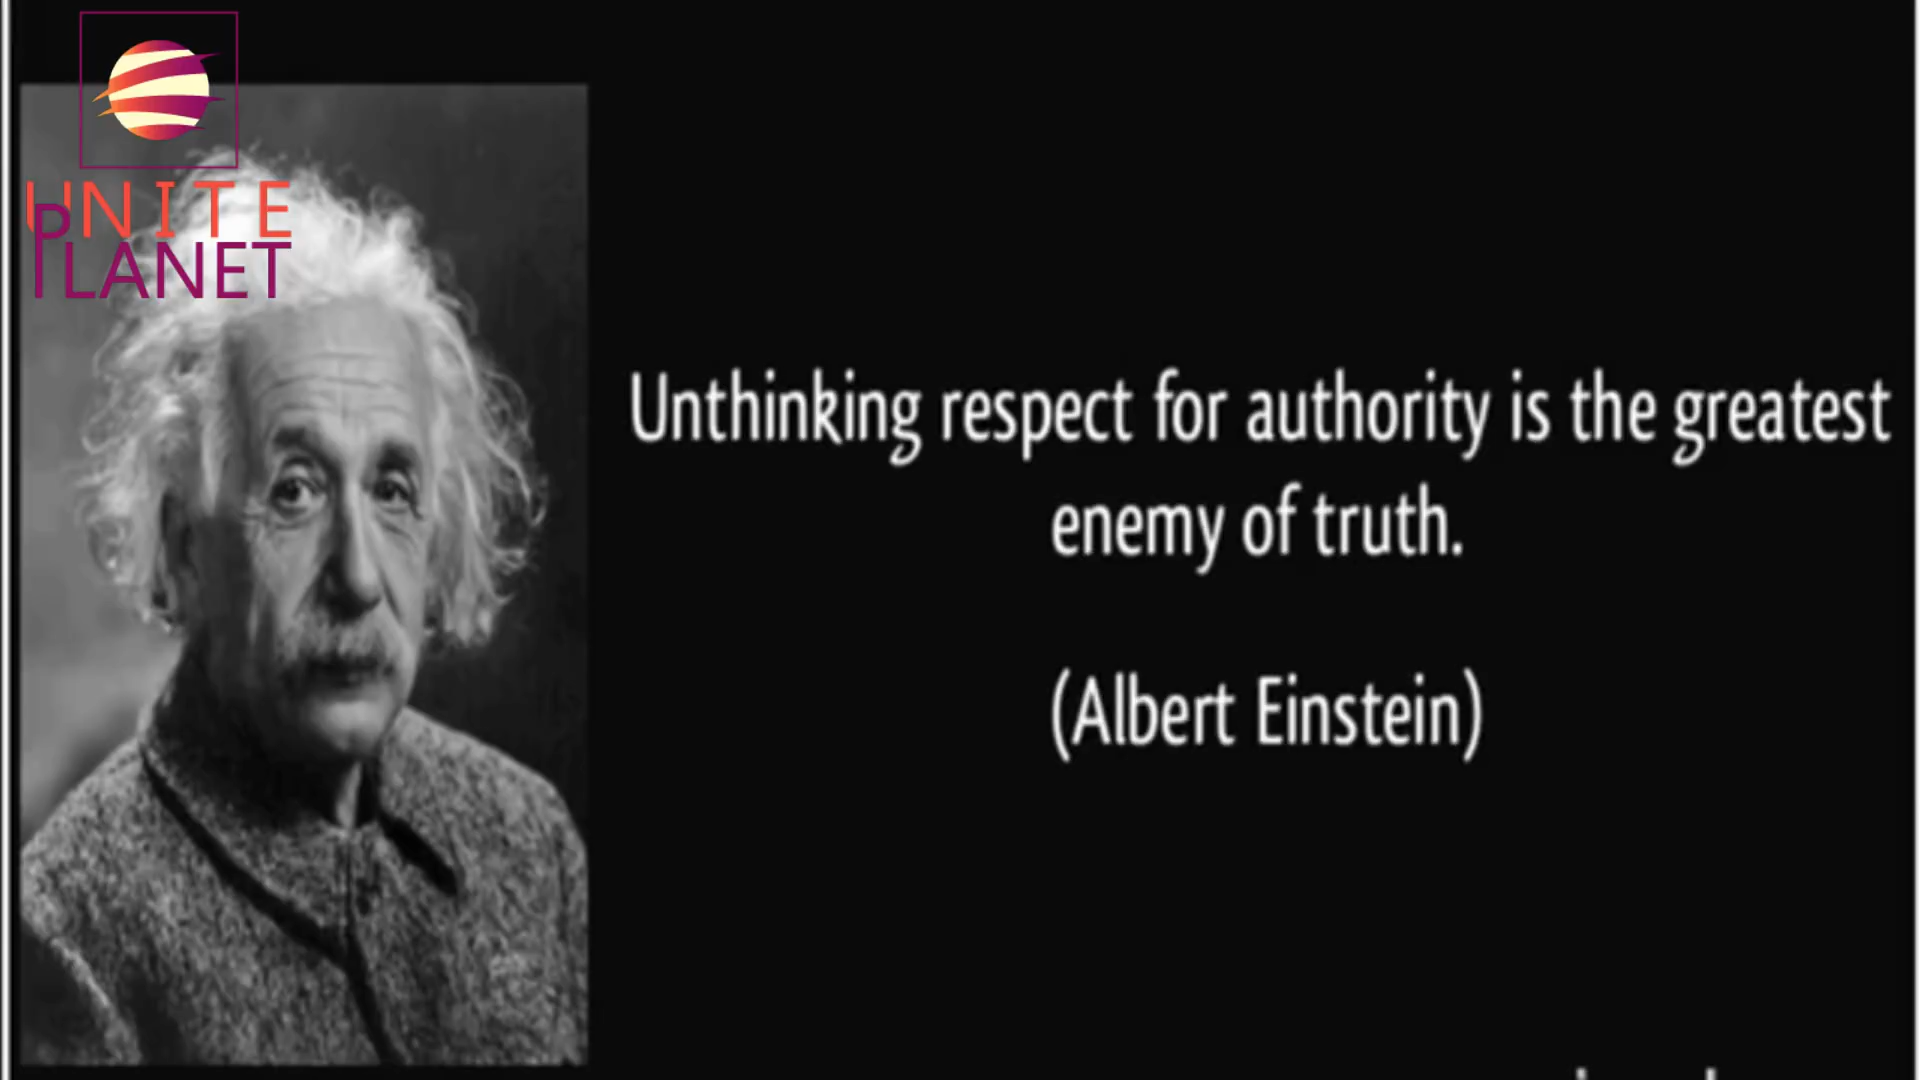 UNITE
PLANET
Unthinking respect for authority is the greatest
enemy of truth.
(Albert Einstein)